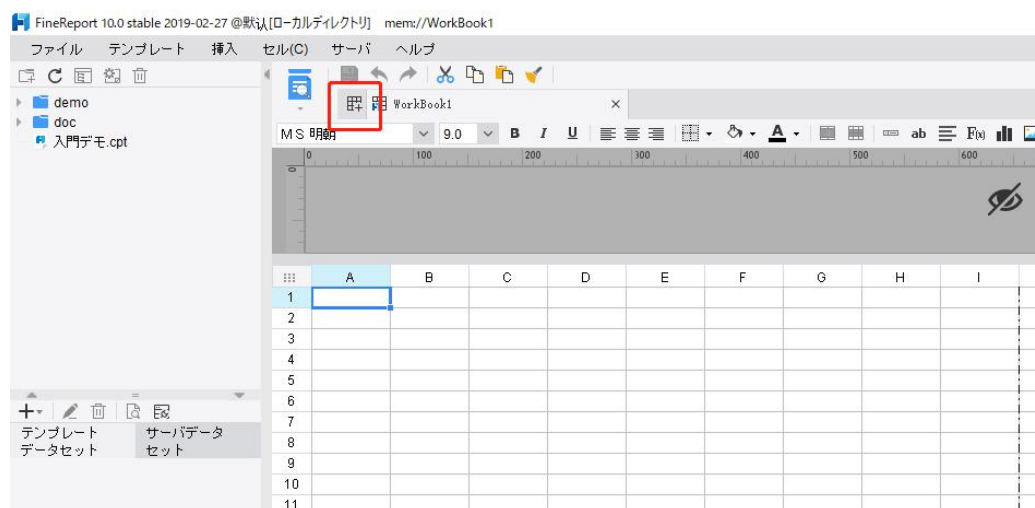 FineReport 10.0 stable 2019-02-27 @默认[ローカルディレクトリ] mem://WorkBook1
ファイル テンプレート 挿入 セル(C) サーバ ヘルプ
demo
doc
入門デモ.cpt
WorkBook1
MS 明朝 9.0 B I U A ab F(x)
0 100 200 300 400 500 600
0
A B C D E F G H I
1
2
3
4
5
6
7
8
9
10
11
テンプレート
データセット
サーバデータ
セット